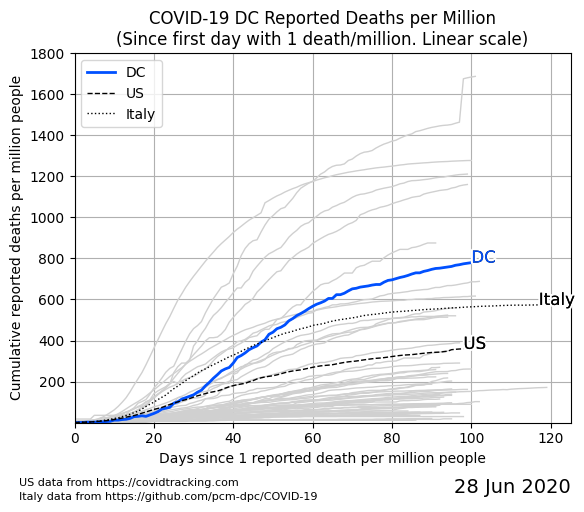 COVID-19 DC Reported Deaths per Million
(Since first day with 1 death/million. Linear scale)
1800
1600
1400
1200
1000
800
600
400
200
Cumulative reported deaths per million people
DC
US
Italy
DC
Italy
US
0 20 40 60 80 100 120
Days since 1 reported death per million people
US data from https://covidtracking.com
Italy data from https://github.com/pcm-dpc/COVID-19
28 Jun 2020